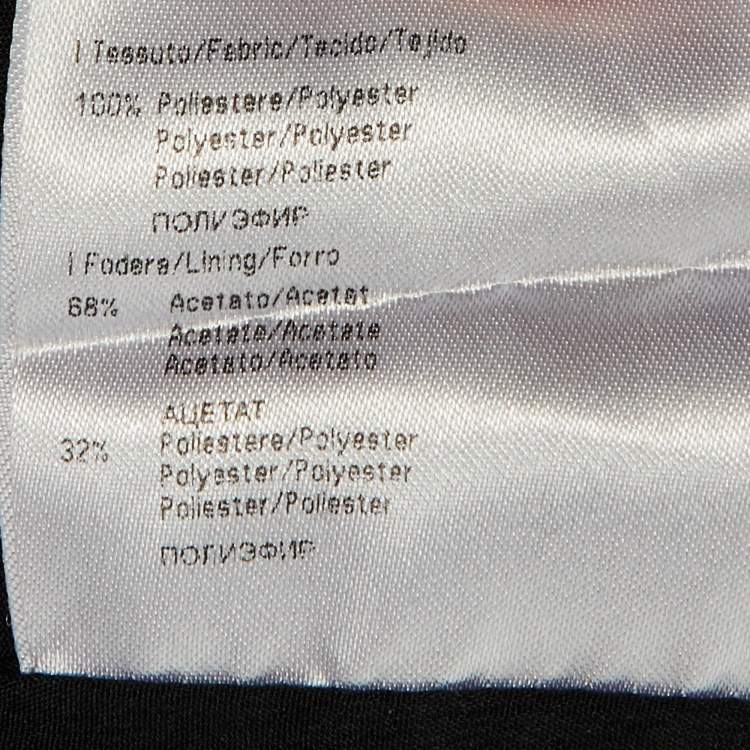 | Tessuto/Fabric/Tecido/Tejido
100% Poliestere/Polyester
Polyester/Polyester
Poliester/Poliester
ПОЛИЭФИР
| Fodera/Lining/Forro
68% Acetato/Acetat
Acetate/Acetate
Acetato/Acetato
АЦЕТАТ
32% Poliestere/Polyester
Polyester/Polyester
Poliester/Poliester
ПОЛИЭФИР